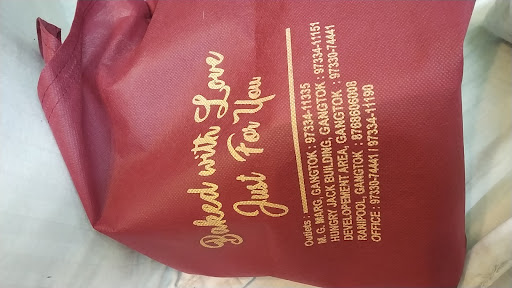 Baked with Love
Just For You
Outlets :
M. G. MARG, GANGTOK : 97334-11335
HUNGRY JACK BUILDING, GANGTOK : 97334-11151
DEVELOPEMENT AREA, GANGTOK : 97330-74441
RANIPOOL, GANGTOK : 8768606008
OFFICE : 97330-74441 / 97334-11190